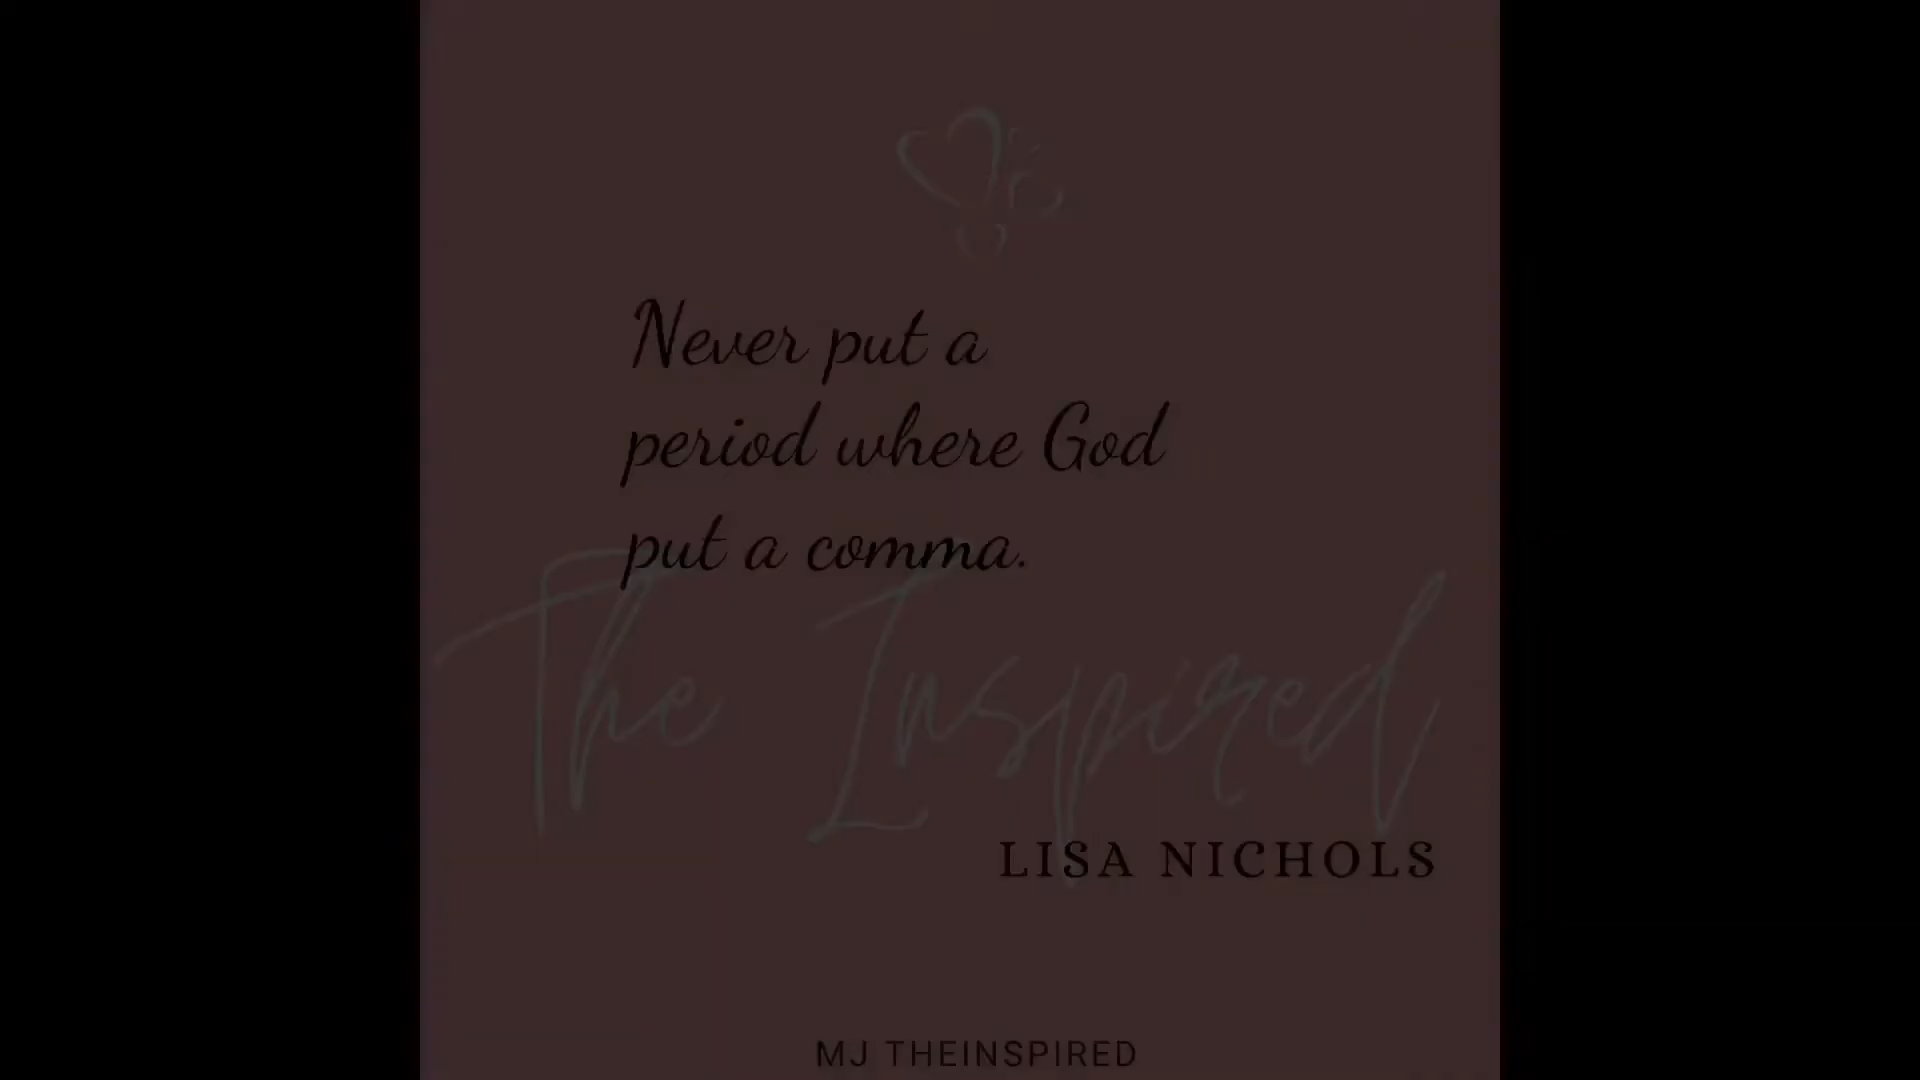 Never put a
period where God
put a comma.
The Inspired
LISA NICHOLS
MJ THEINSPIRED